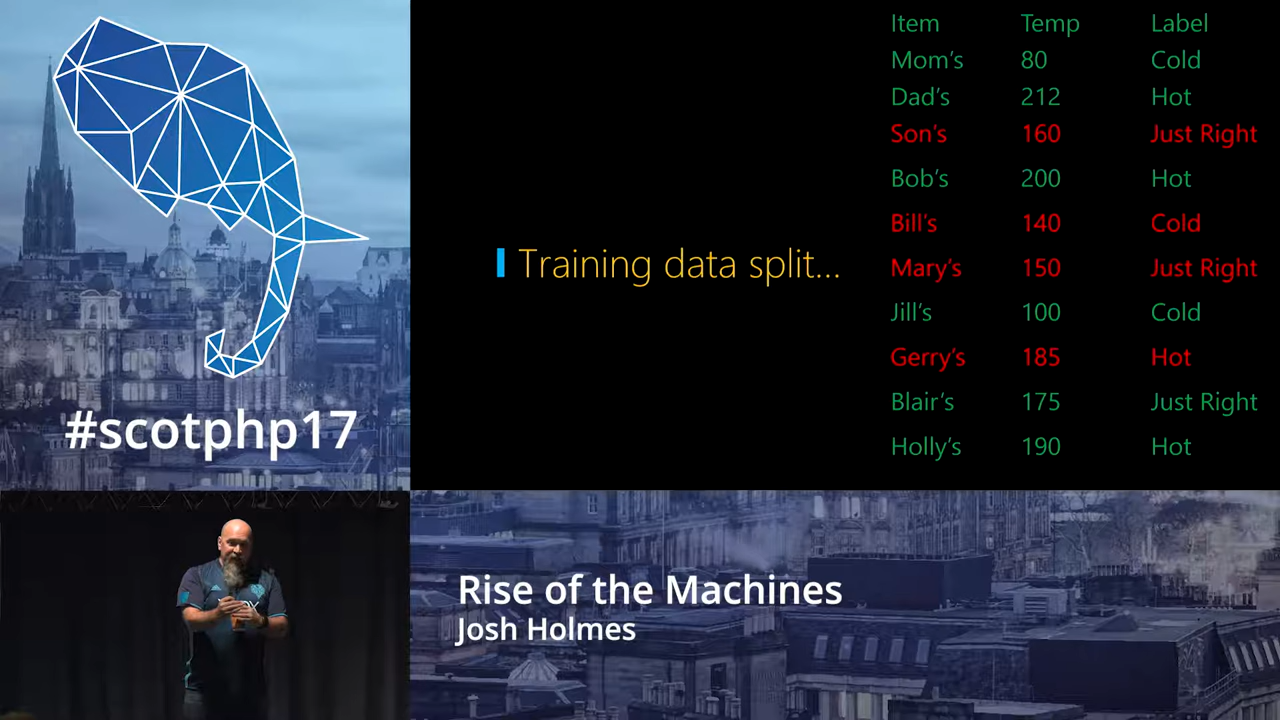 Item Temp Label
Mom's 80 Cold
Dad's 212 Hot
Son's 160 Just Right
Bob's 200 Hot
Bill's 140 Cold
Training data split...
Mary's 150 Just Right
Jill's 100 Cold
Gerry's 185 Hot
Blair's 175 Just Right
Holly's 190 Hot
#scotphp17
Rise of the Machines
Josh Holmes